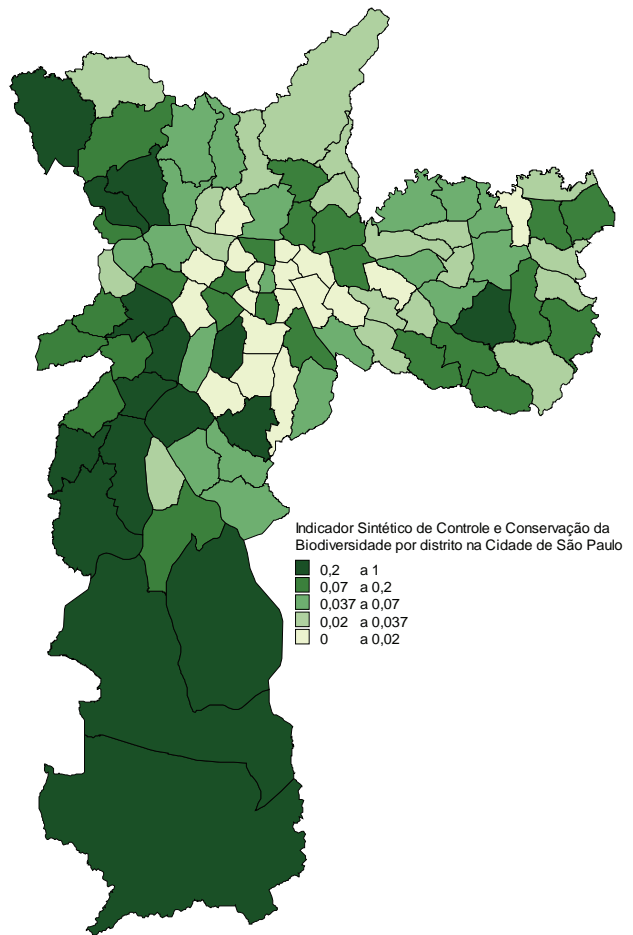 Indicador Sintético de Controle e Conservação da
Biodiversidade por distrito na Cidade de São Paulo
0,2 a 1
0,07 a 0,2
0,037 a 0,07
0,02 a 0,037
0 a 0,02